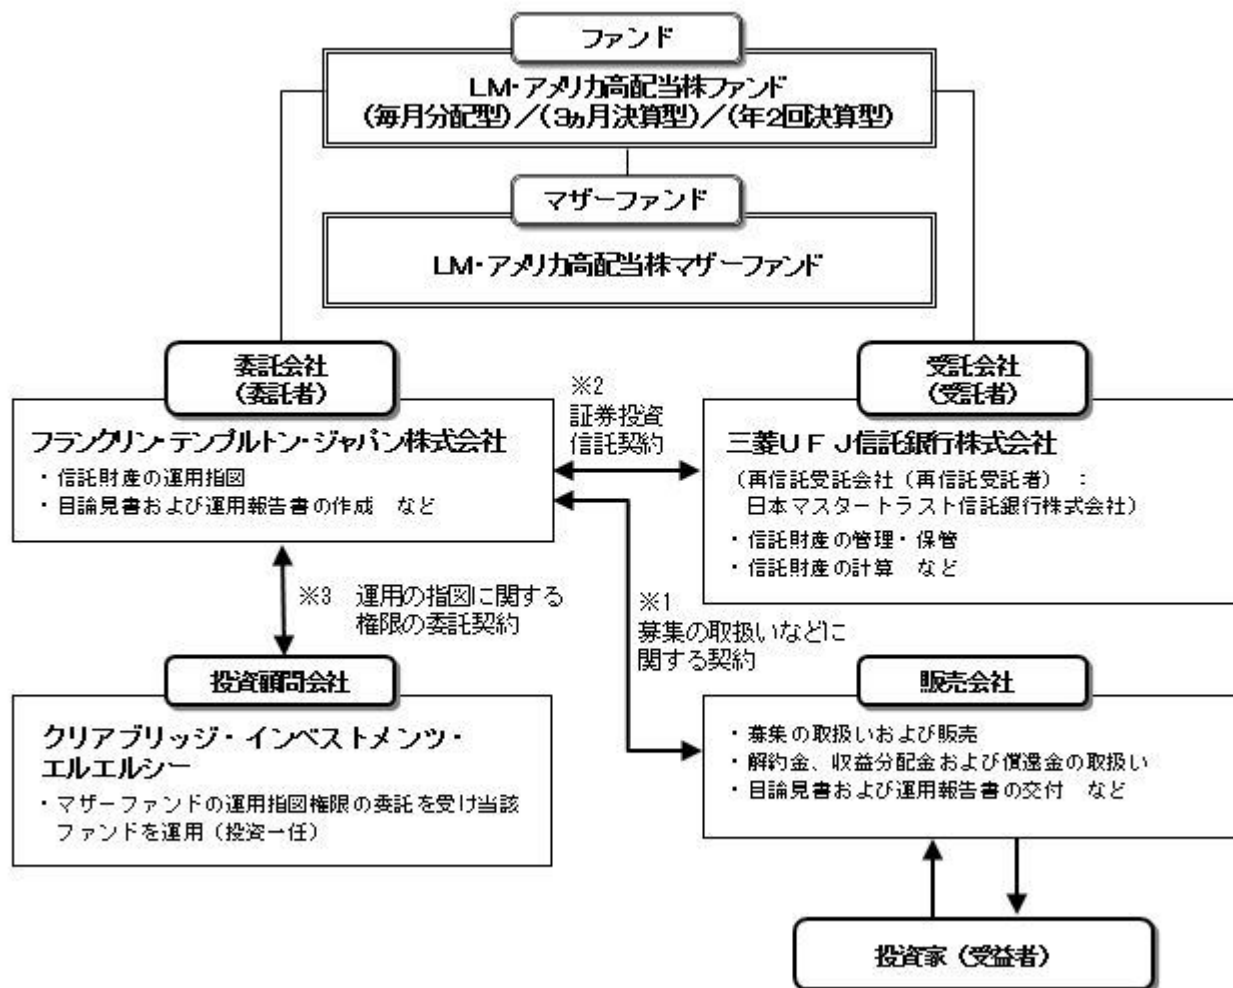 ファンド
LM・アメリカ高配当株ファンド
(毎月分配型)／(3ヵ月決算型)／(年2回決算型)
マザーファンド
LM・アメリカ高配当株マザーファンド
委託会社
(委託者)
フランクリン・テンプルトン・ジャパン株式会社
・信託財産の運用指図
・目論見書および運用報告書の作成　など
※2
証券投資
信託契約
受託会社
(受託者)
三菱ＵＦＪ信託銀行株式会社
（再信託受託会社（再信託受託者）：
日本マスタートラスト信託銀行株式会社）
・信託財産の管理・保管
・信託財産の計算　など
※3　運用の指図に関する
権限の委託契約
※1
募集の取扱いなどに
関する契約
投資顧問会社
クリアブリッジ・インベストメンツ・
エルエルシー
・マザーファンドの運用指図権限の委託を受け当該
ファンドを運用（投資一任）
販売会社
・募集の取扱いおよび販売
・解約金、収益分配金および償還金の取扱い
・目論見書および運用報告書の交付　など
投資家（受益者）